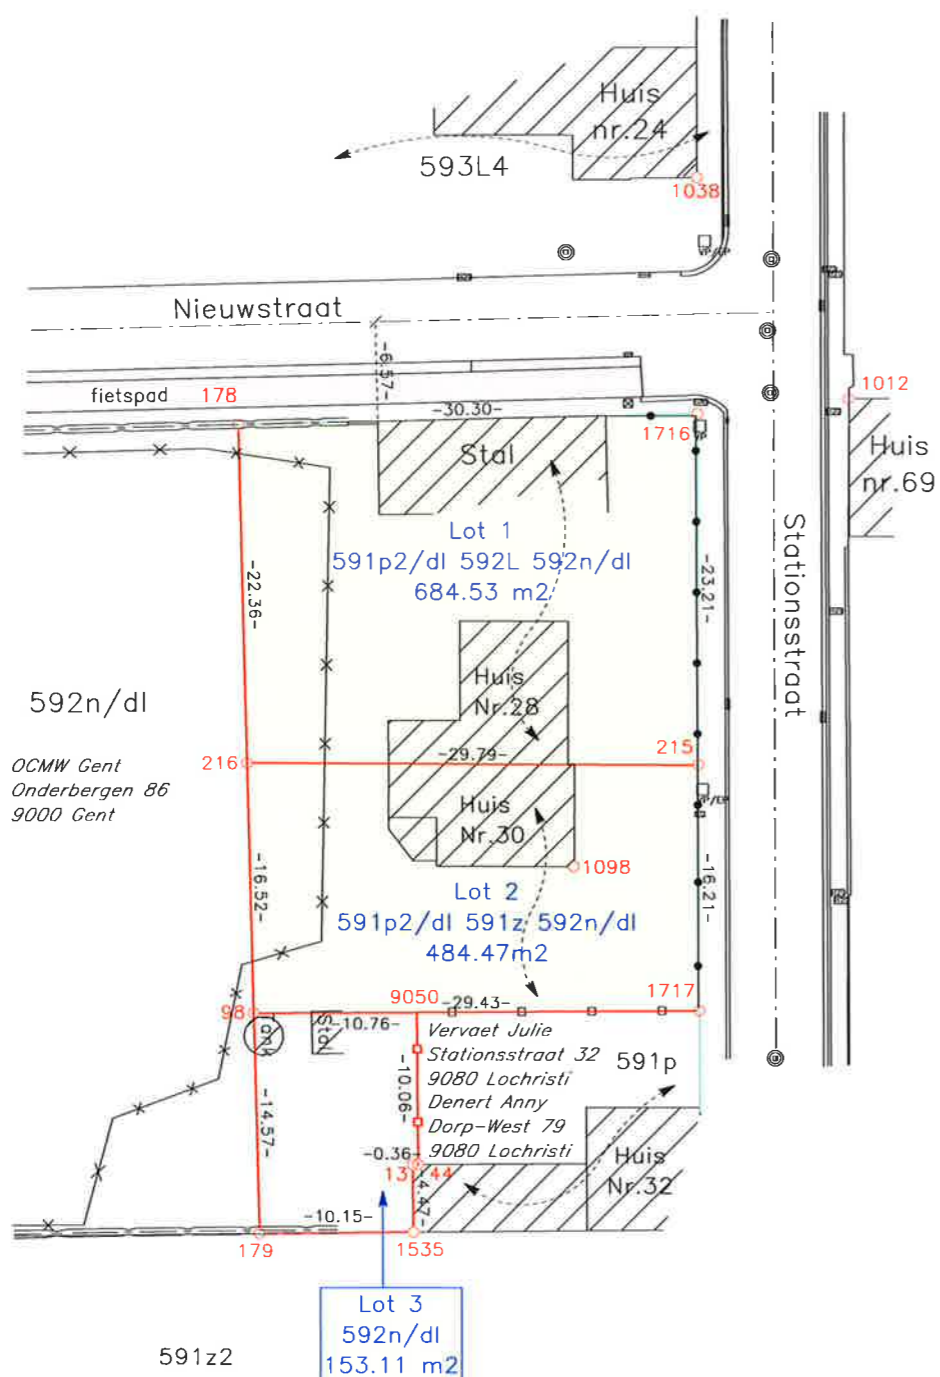 Huis
nr.24
593L4
1038
VP/EP
Nieuwstraat
-6.57-
fietspad
178
-30.30-
1716
1012
Huis
nr.69
Stal
Lot 1
591p2/dl 592L 592n/dl
684.53 m2
-22.36-
-23.21-
Stationsstraat
592n/dl
Huis
Nr.28
OCMW Gent
Onderbergen 86
9000 Gent
216
-29.79-
215
Huis
Nr.30
1098
-16.52-
-16.21-
Lot 2
591p2/dl 591z 592n/dl
484.47m2
98
9050
-29.43-
1717
Tank
Stal
-10.76-
Vervaet Julie
Stationsstraat 32
9080 Lochristi
Denert Anny
Dorp-West 79
9080 Lochristi
591p
-10.06-
-14.57-
-0.36-
13
44
-4.47-
Huis
Nr.32
-10.15-
179
1535
Lot 3
592n/dl
153.11 m2
591z2